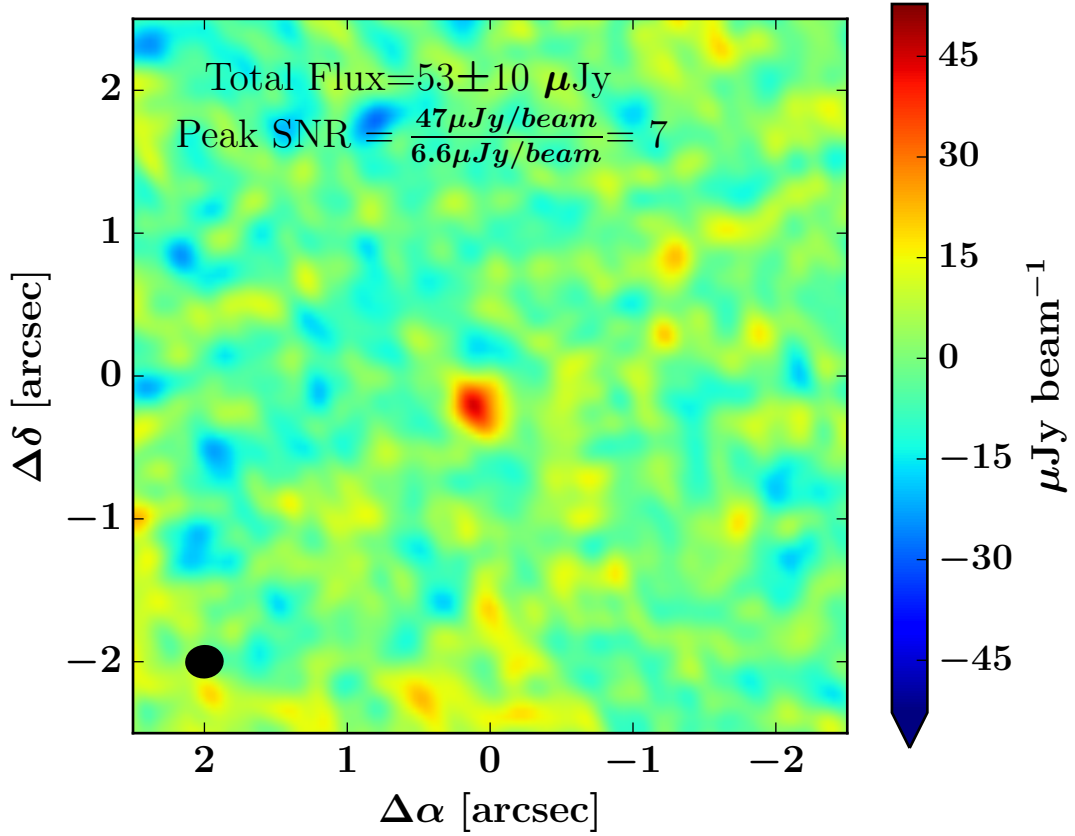 Total Flux=53±10 μJy
Peak SNR = 47μJy/beam / 6.6μJy/beam = 7
2
1
0
−1
−2
Δδ [arcsec]
2 1 0 −1 −2
Δα [arcsec]
45
30
15
0
−15
−30
−45
μJy beam⁻¹